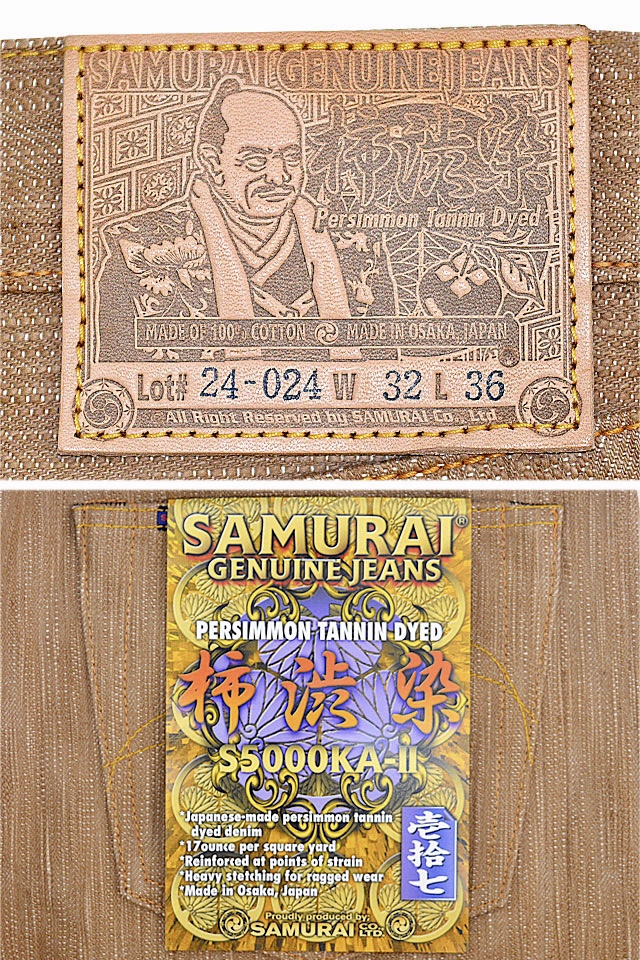 SAMURAI GENUINE JEANS
柿渋染
Persimmon Tannin Dyed
MADE OF 100% COTTON MADE IN OSAKA, JAPAN
Lot# 24-024 W 32 L 36
All Right Reserved by SAMURAI Co., Ltd.
SAMURAI®
GENUINE JEANS
PERSIMMON TANNIN DYED
柿渋染
S5000KA-II
*Japanese-made persimmon tannin
dyed denim
*17ounce per square yard
*Reinforced at points of strain
*Heavy stetching for ragged wear
*Made in Osaka, Japan
壱拾七
Proudly produced by;
SAMURAI CO. LTD.